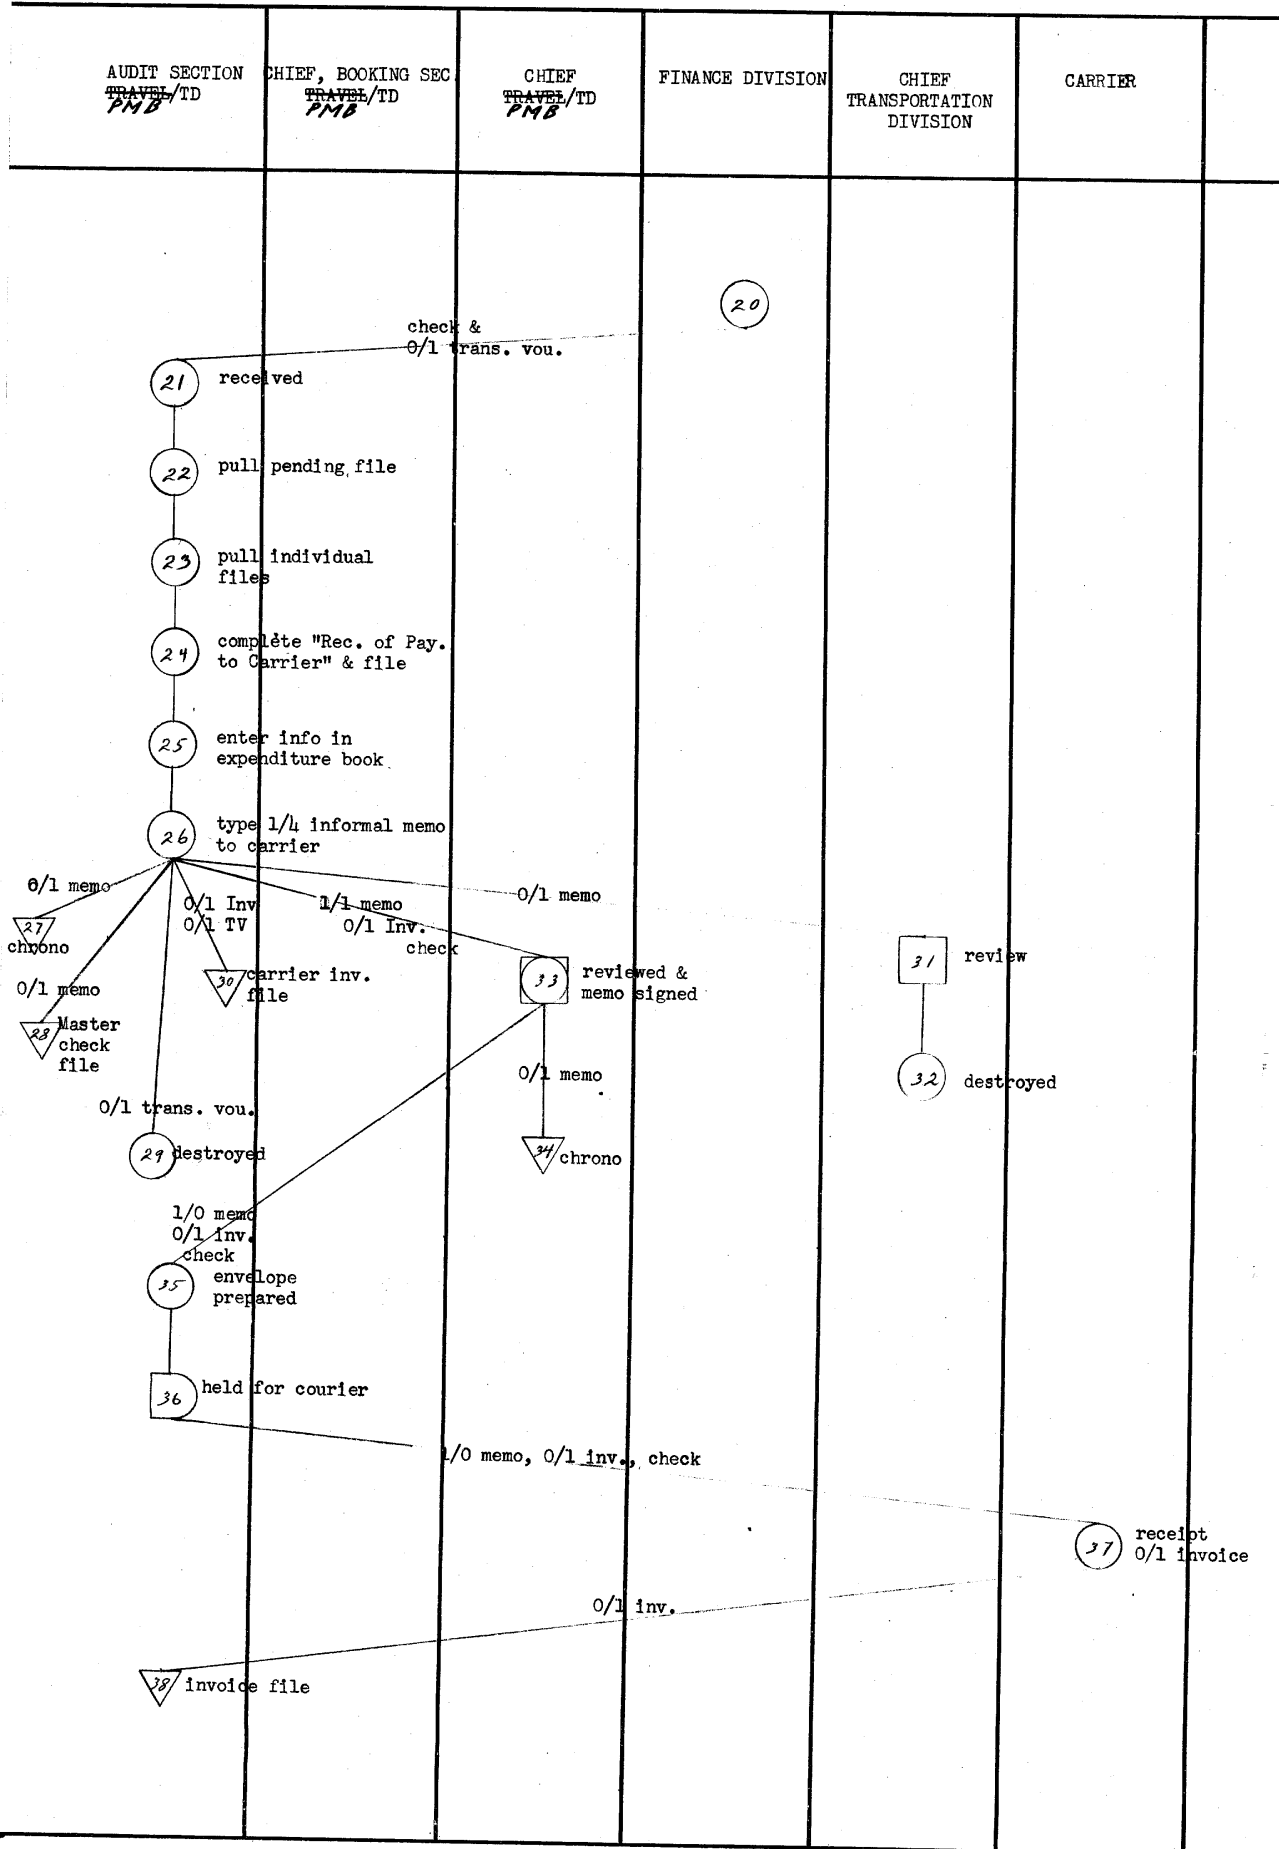 AUDIT SECTION
TRAVEL/TD
PMB
CHIEF, BOOKING SEC
TRAVEL/TD
PMB
CHIEF
TRAVEL/TD
PMB
FINANCE DIVISION
CHIEF
TRANSPORTATION
DIVISION
CARRIER
20
check &
0/1 trans. vou.
21 received
22 pull pending file
23 pull individual
files
24 complete "Rec. of Pay.
to Carrier" & file
25 enter info in
expenditure book
26 type 1/4 informal memo
to carrier
0/1 memo
27
chrono
0/1 memo
28 Master
check
file
0/1 trans. vou.
29 destroyed
0/1 Inv
0/1 TV
30 carrier inv.
file
1/1 memo
0/1 Inv.
check
0/1 memo
31 review
32 destroyed
33 reviewed &
memo signed
0/1 memo
34 chrono
1/0 memo
0/1 inv.
check
35 envelope
prepared
36 held for courier
1/0 memo, 0/1 inv., check
37 receipt
0/1 invoice
0/1 inv.
38 invoice file